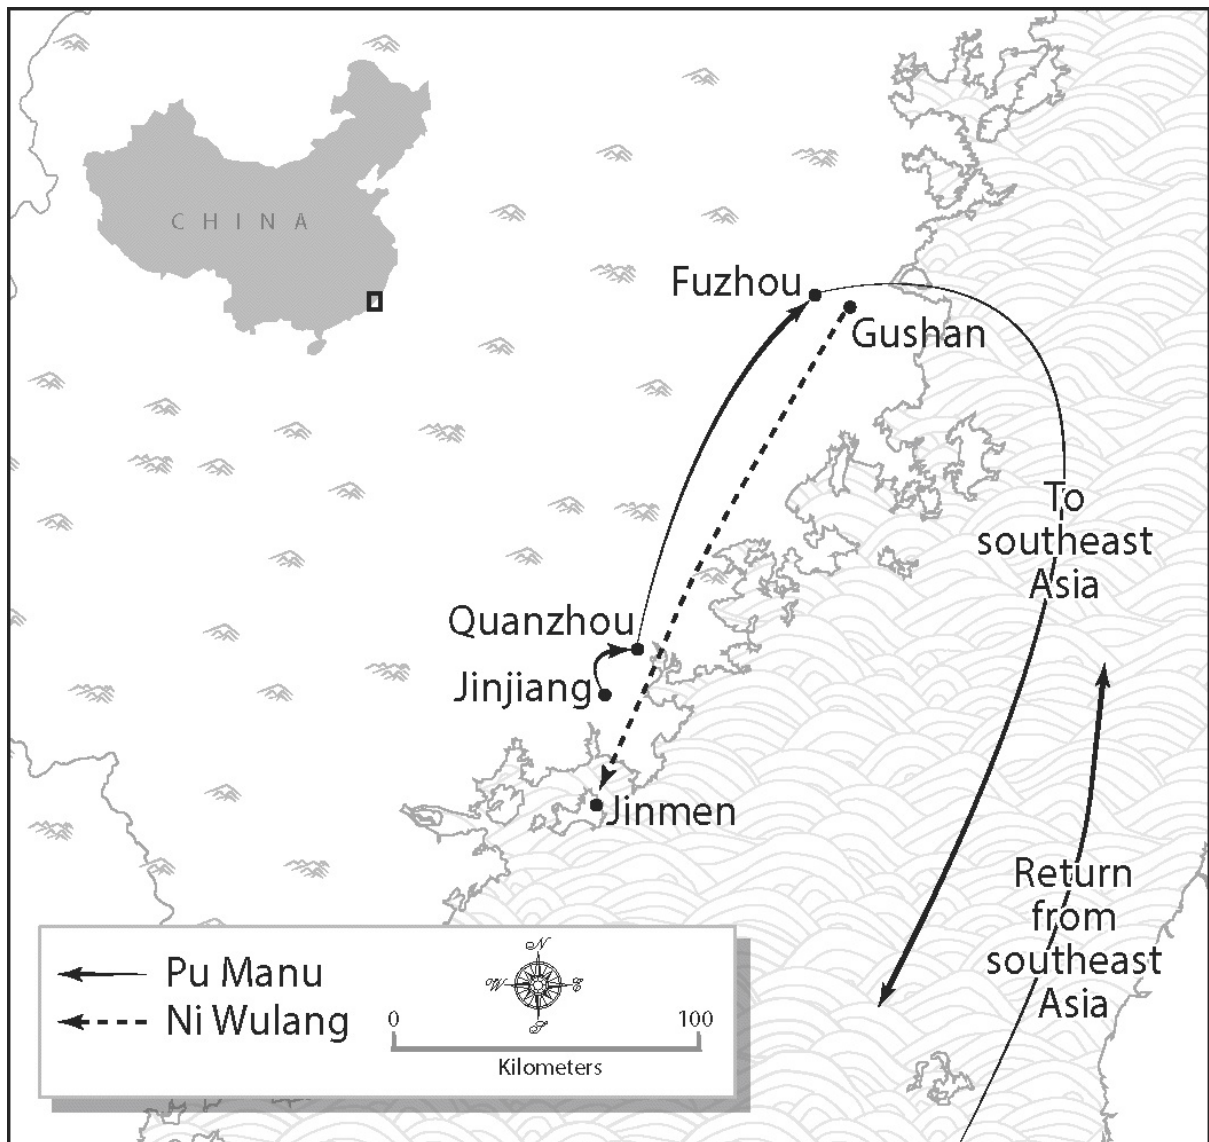 CHINA
Fuzhou
Gushan
To
southeast
Asia
Quanzhou
Jinjiang
Jinmen
Return
from
southeast
Asia
Pu Manu
Ni Wulang
N
W E
S
0 100
Kilometers